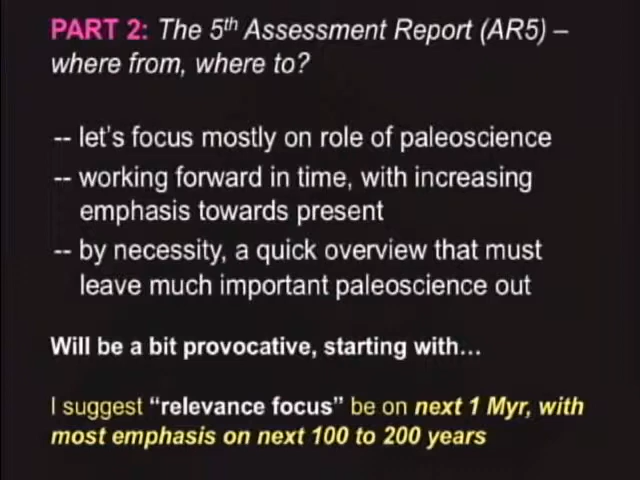 PART 2: The 5th Assessment Report (AR5) –
where from, where to?
-- let's focus mostly on role of paleoscience
-- working forward in time, with increasing
emphasis towards present
-- by necessity, a quick overview that must
leave much important paleoscience out
Will be a bit provocative, starting with…
I suggest “relevance focus” be on next 1 Myr, with
most emphasis on next 100 to 200 years